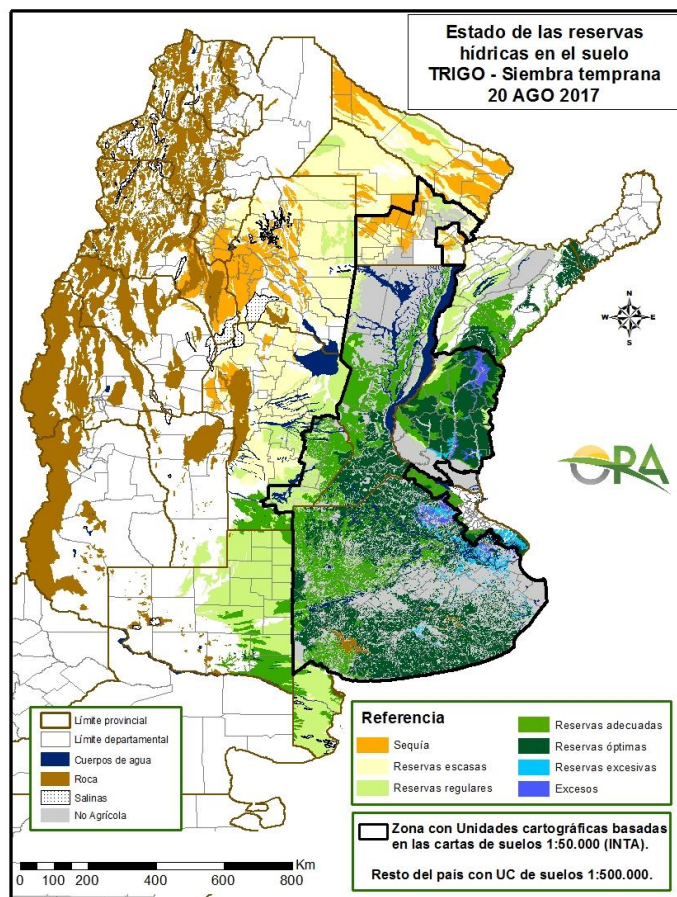 Estado de las reservas
hídricas en el suelo
TRIGO - Siembra temprana
20 AGO 2017
N
W E
S
ORA
Límite provincial
Límite departamental
Cuerpos de agua
Roca
Salinas
No Agrícola
Referencia
Sequía
Reservas escasas
Reservas regulares
Reservas adecuadas
Reservas óptimas
Reservas excesivas
Excesos
Zona con Unidades cartográficas basadas
en las cartas de suelos 1:50.000 (INTA).
Resto del país con UC de suelos 1:500.000.
Km
0 100 200 400 600 800